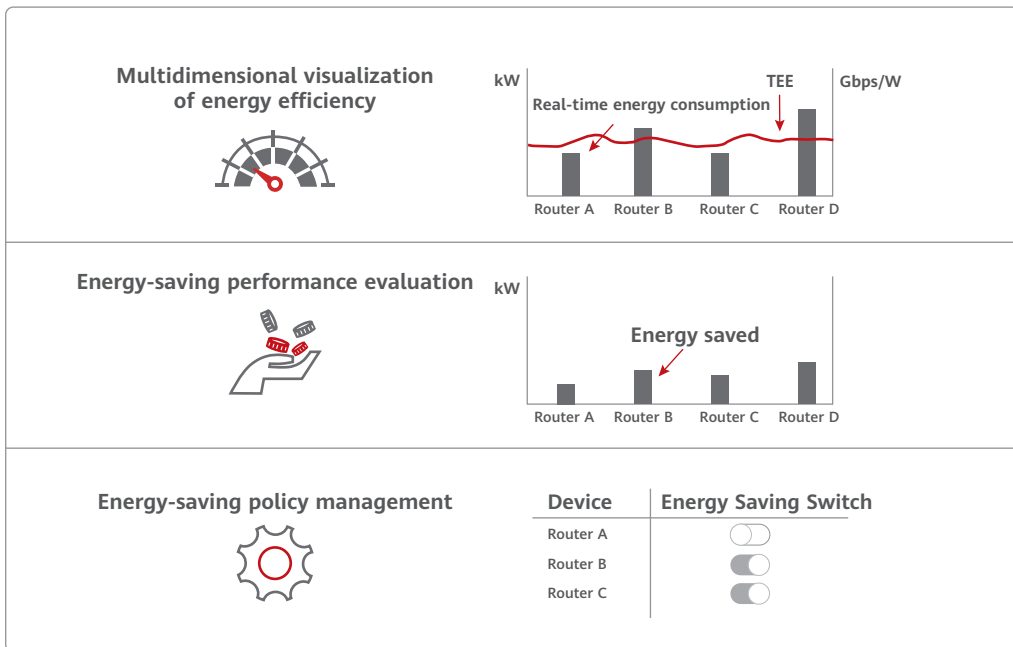 Multidimensional visualization
of energy efficiency
kW
TEE
Gbps/W
Real-time energy consumption
Router A
Router B
Router C
Router D
Energy-saving performance evaluation
kW
Energy saved
Router A
Router B
Router C
Router D
Energy-saving policy management
Device
Energy Saving Switch
Router A
Router B
Router C